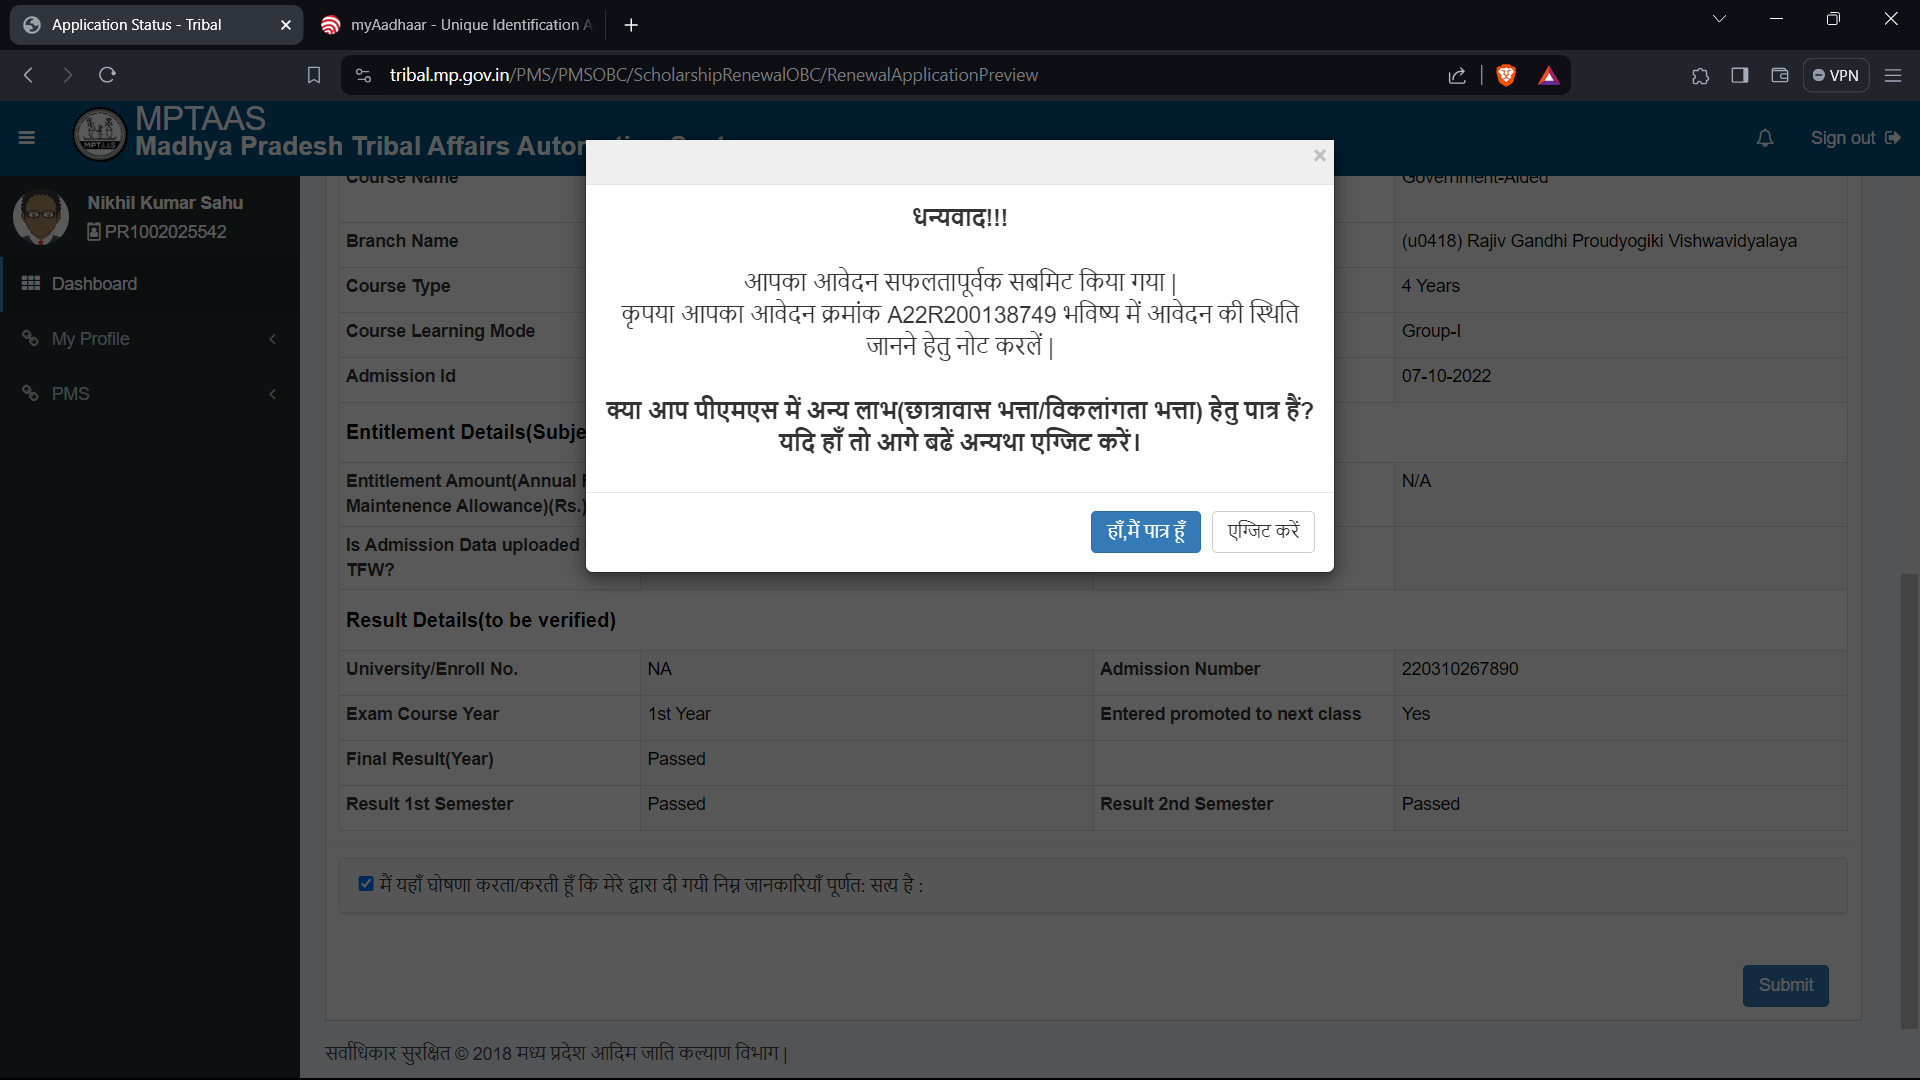 Application Status - Tribal
myAadhaar - Unique Identification A
tribal.mp.gov.in/PMS/PMSOBC/ScholarshipRenewalOBC/RenewalApplicationPreview
VPN
MPTAAS
Madhya Pradesh Tribal Affairs Autom
Sign out
Nikhil Kumar Sahu
PR1002025542
Dashboard
My Profile
PMS
धन्यवाद!!!
आपका आवेदन सफलतापूर्वक सबमिट किया गया |
कृपया आपका आवेदन क्रमांक A22R200138749 भविष्य में आवेदन की स्थिति
जानने हेतु नोट करलें |
क्या आप पीएमएस में अन्य लाभ(छात्रावास भत्ता/विकलांगता भत्ता) हेतु पात्र हैं?
यदि हाँ तो आगे बढें अन्यथा एग्जिट करें।
हाँ,मैं पात्र हूँ
एग्जिट करें
Course Name
Government-Aided
Branch Name
(u0418) Rajiv Gandhi Proudyogiki Vishwavidyalaya
Course Type
4 Years
Course Learning Mode
Group-I
Admission Id
07-10-2022
Entitlement Details(Subje
Entitlement Amount(Annual
Maintenence Allowance)(Rs.)
N/A
Is Admission Data uploaded
TFW?
Result Details(to be verified)
University/Enroll No. NA Admission Number 220310267890
Exam Course Year 1st Year Entered promoted to next class Yes
Final Result(Year) Passed
Result 1st Semester Passed Result 2nd Semester Passed
मैं यहाँ घोषणा करता/करती हूँ कि मेरे द्वारा दी गयी निम्न जानकारियाँ पूर्णत: सत्य है :
Submit
सर्वाधिकार सुरक्षित © 2018 मध्य प्रदेश आदिम जाति कल्याण विभाग |